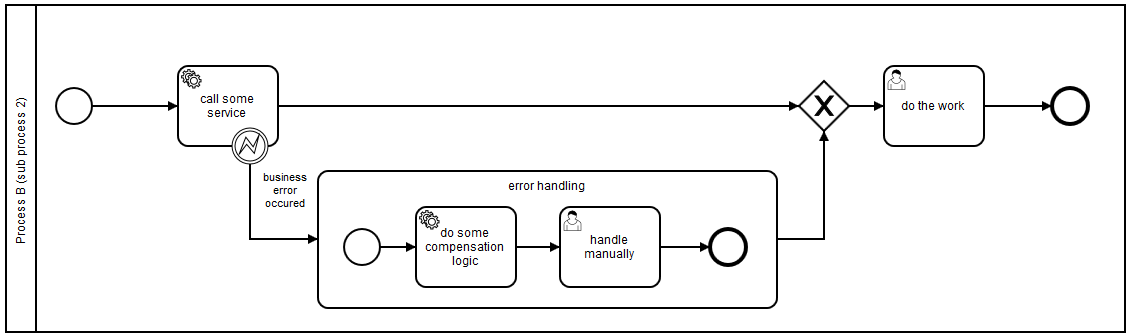 Process B (sub process 2)
call some
service
do the work
business
error
occured
error handling
do some
compensation
logic
handle
manually